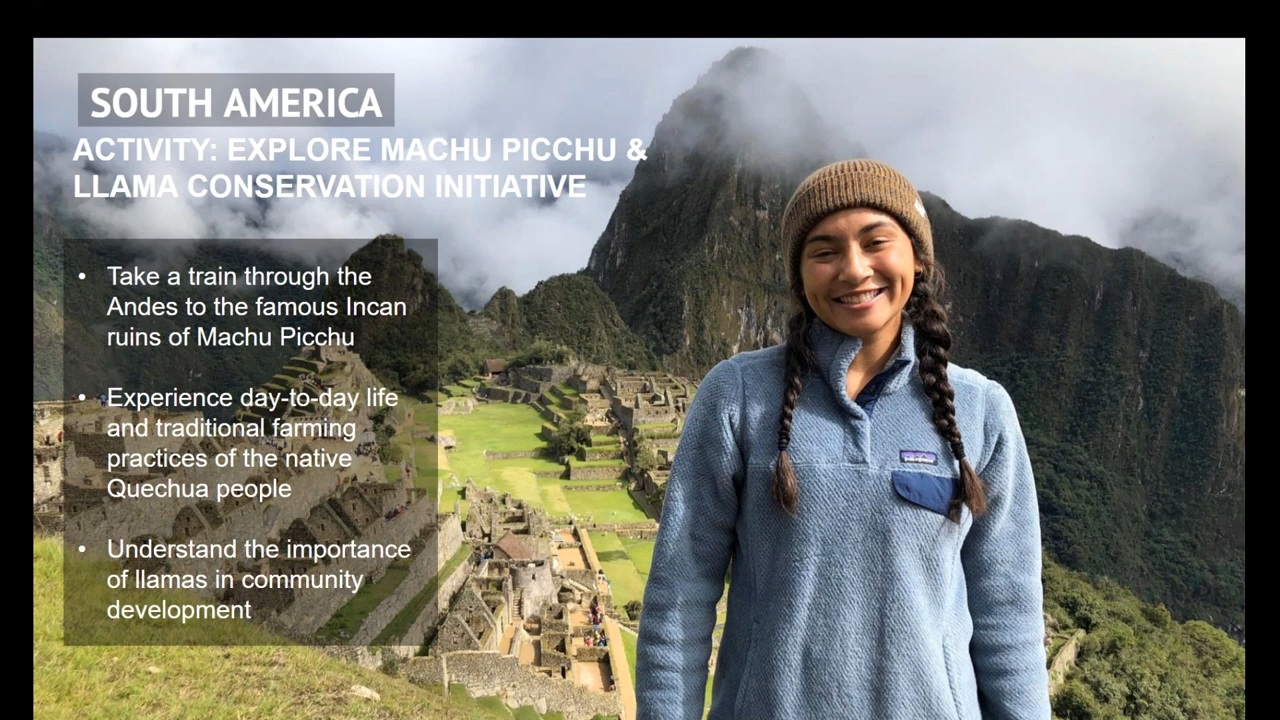 SOUTH AMERICA
ACTIVITY: EXPLORE MACHU PICCHU &
LLAMA CONSERVATION INITIATIVE
• Take a train through the
Andes to the famous Incan
ruins of Machu Picchu
• Experience day-to-day life
and traditional farming
practices of the native
Quechua people
• Understand the importance
of llamas in community
development